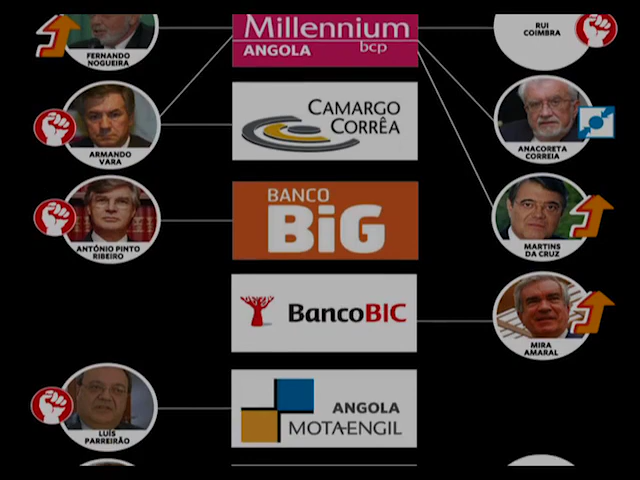 FERNANDO
NOGUEIRA
Millennium
bcp
ANGOLA
RUI
COIMBRA
ARMANDO
VARA
CAMARGO
CORRÊA
ANACORETA
CORREIA
ANTÓNIO PINTO
RIBEIRO
BANCO
BiG
MARTINS
DA CRUZ
BancoBIC
MIRA
AMARAL
LUÍS
PARREIRÃO
ANGOLA
MOTA-ENGIL